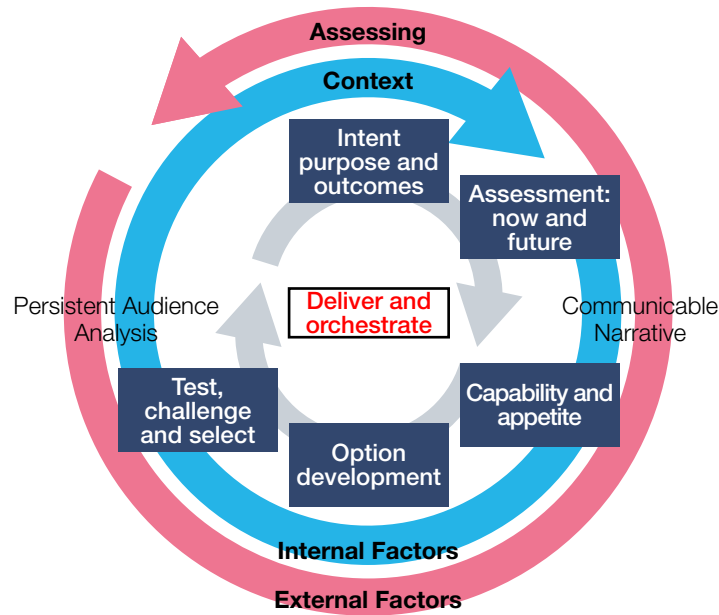 Assessing
Context
Intent
purpose and
outcomes
Assessment:
now and
future
Deliver and
orchestrate
Persistent Audience
Analysis
Communicable
Narrative
Test,
challenge
and select
Capability and
appetite
Option
development
Internal Factors
External Factors